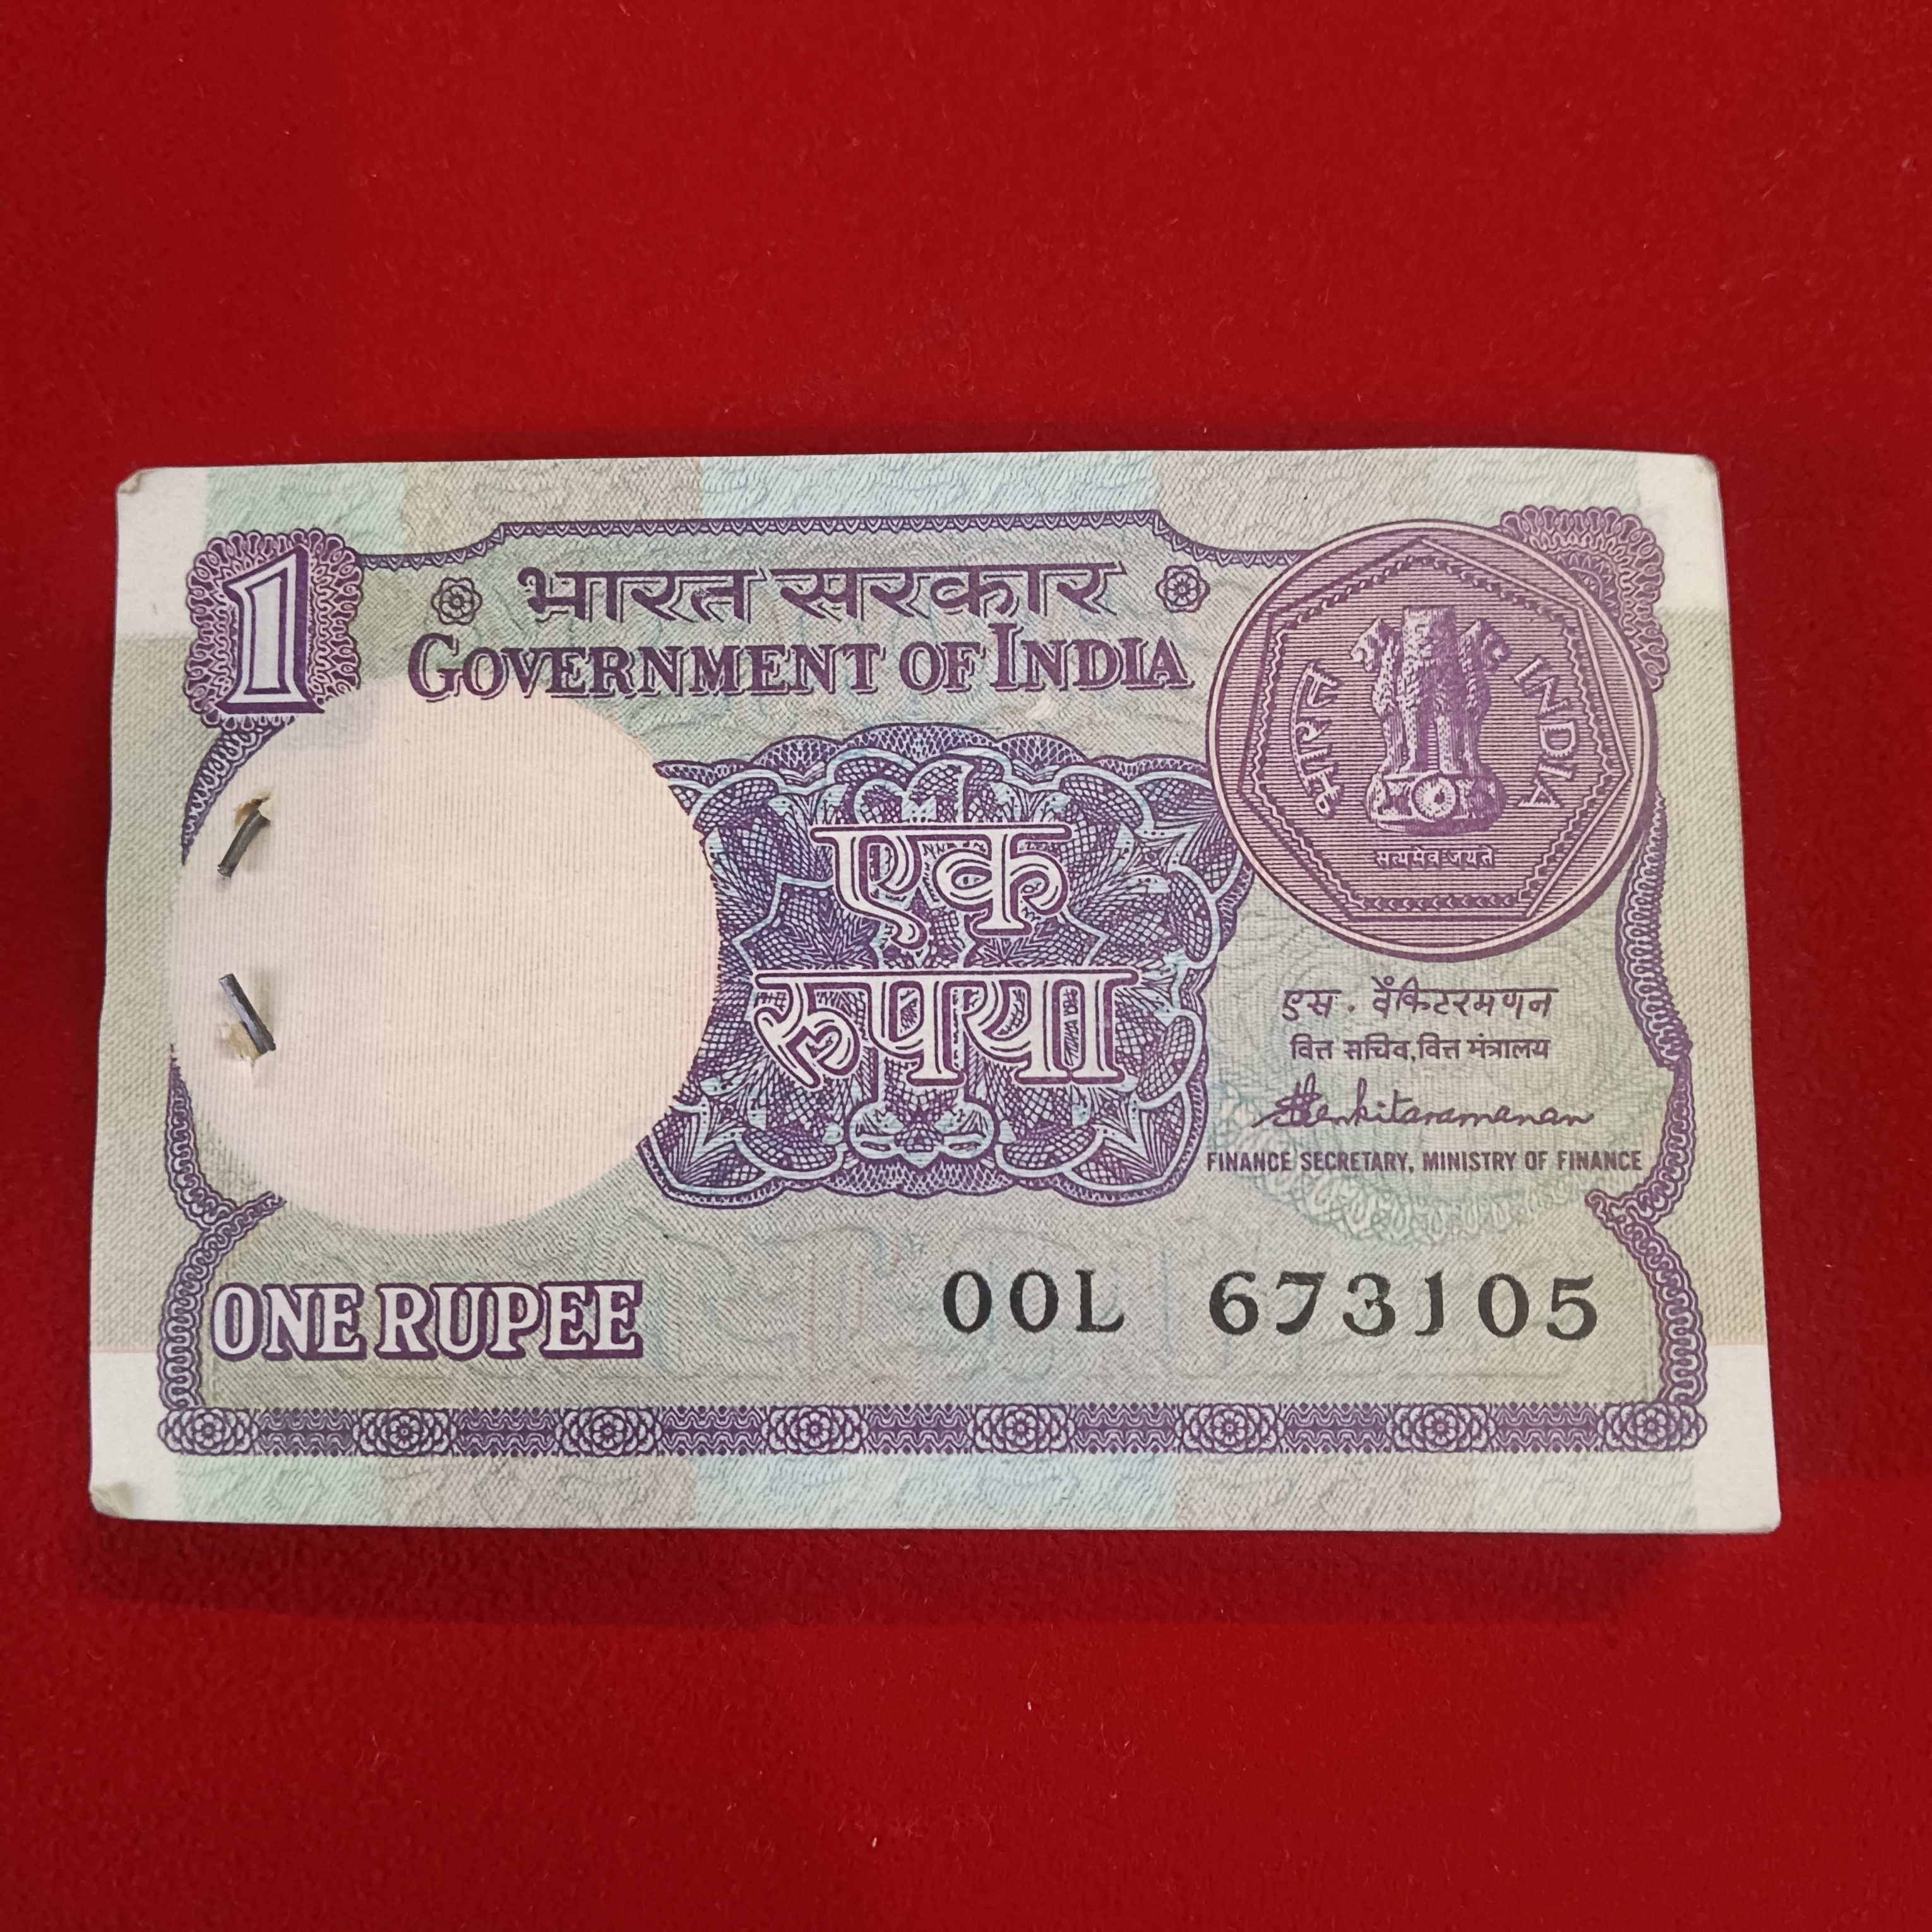 1
भारत सरकार
GOVERNMENT OF INDIA
भारत
INDIA
सत्यमेव जयते
एक
रुपया
एस. वेंकिटरमणन
वित्त सचिव, वित्त मंत्रालय
SVenkitaramanan
FINANCE SECRETARY, MINISTRY OF FINANCE
ONE RUPEE
00L 673105